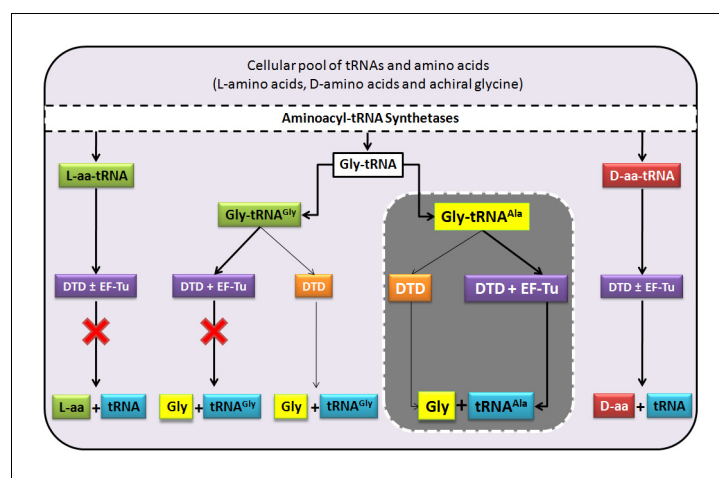 Cellular pool of tRNAs and amino acids
(L-amino acids, D-amino acids and achiral glycine)
Aminoacyl-tRNA Synthetases
L-aa-tRNA
Gly-tRNA
D-aa-tRNA
Gly-tRNAᴳˡʸ
Gly-tRNAᴬˡᵃ
DTD ± EF-Tu
DTD + EF-Tu
DTD
DTD
DTD + EF-Tu
DTD ± EF-Tu
L-aa + tRNA
Gly + tRNAᴳˡʸ
Gly + tRNAᴳˡʸ
Gly + tRNAᴬˡᵃ
D-aa + tRNA